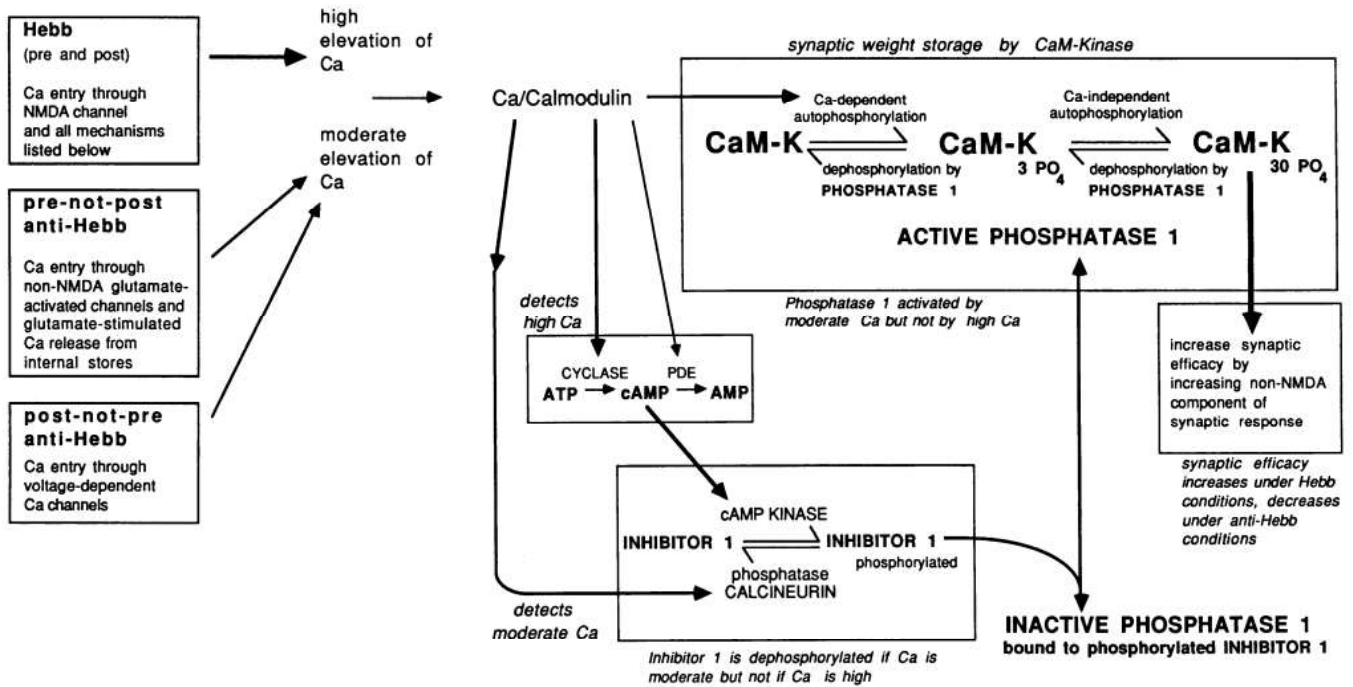 Hebb
(pre and post)
Ca entry through
NMDA channel
and all mechanisms
listed below
pre-not-post
anti-Hebb
Ca entry through
non-NMDA glutamate-
activated channels and
glutamate-stimulated
Ca release from
internal stores
post-not-pre
anti-Hebb
Ca entry through
voltage-dependent
Ca channels
high
elevation of
Ca
moderate
elevation of
Ca
Ca/Calmodulin
synaptic weight storage by CaM-Kinase
Ca-dependent
autophosphorylation
Ca-independent
autophosphorylation
CaM-K
CaM-K
3 PO4
CaM-K
30 PO4
dephosphorylation by
PHOSPHATASE 1
dephosphorylation by
PHOSPHATASE 1
ACTIVE PHOSPHATASE 1
Phosphatase 1 activated by
moderate Ca but not by high Ca
detects
high Ca
CYCLASE PDE
ATP cAMP AMP
increase synaptic
efficacy by
increasing non-NMDA
component of
synaptic response
synaptic efficacy
increases under Hebb
conditions, decreases
under anti-Hebb
conditions
cAMP KINASE
INHIBITOR 1 INHIBITOR 1
phosphorylated
phosphatase
CALCINEURIN
detects
moderate Ca
Inhibitor 1 is dephosphorylated if Ca is
moderate but not if Ca is high
INACTIVE PHOSPHATASE 1
bound to phosphorylated INHIBITOR 1